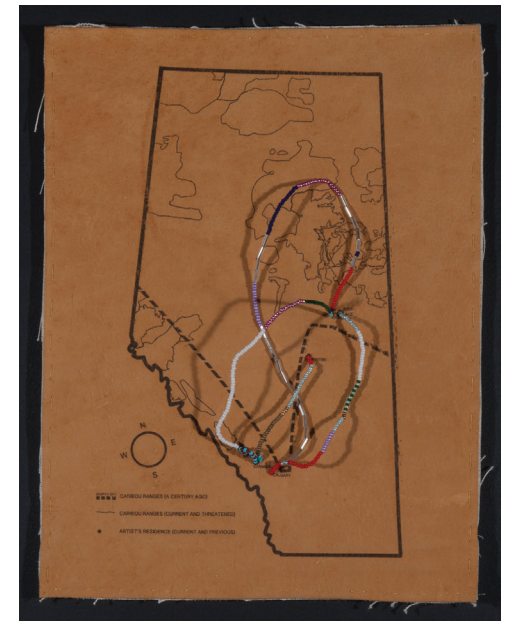 N
W E
S
CARIBOU RANGES (A CENTURY AGO)
CARIBOU RANGES (CURRENT AND THREATENED)
ARTIST'S RESIDENCE (CURRENT AND PREVIOUS)